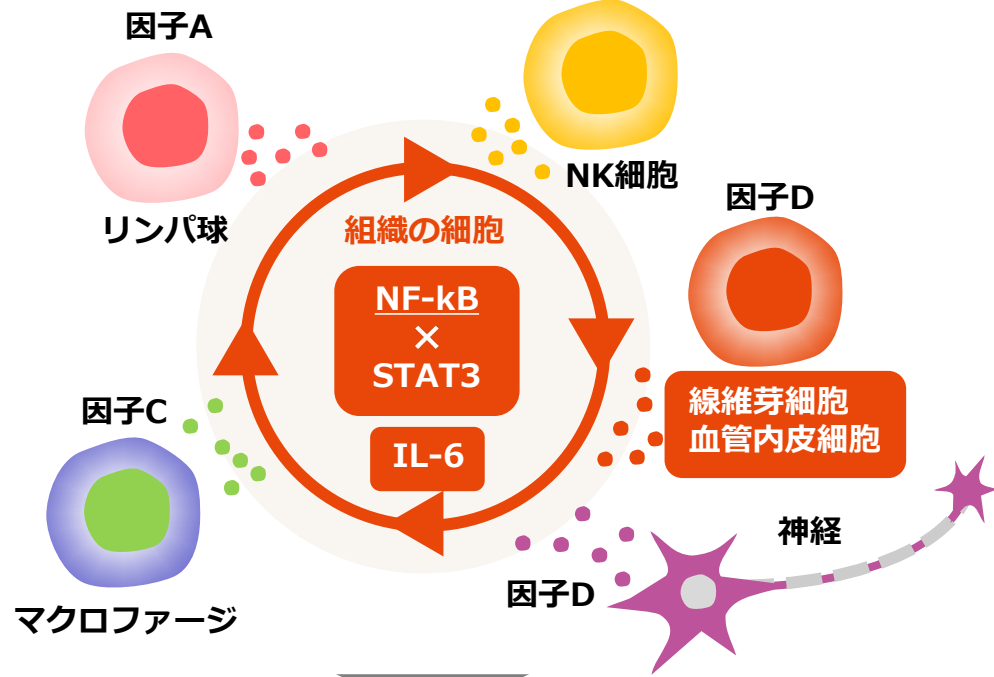 因子A
リンパ球
NK細胞
因子D
組織の細胞
NF-kB
×
STAT3
IL-6
線維芽細胞
血管内皮細胞
因子C
マクロファージ
神経
因子D